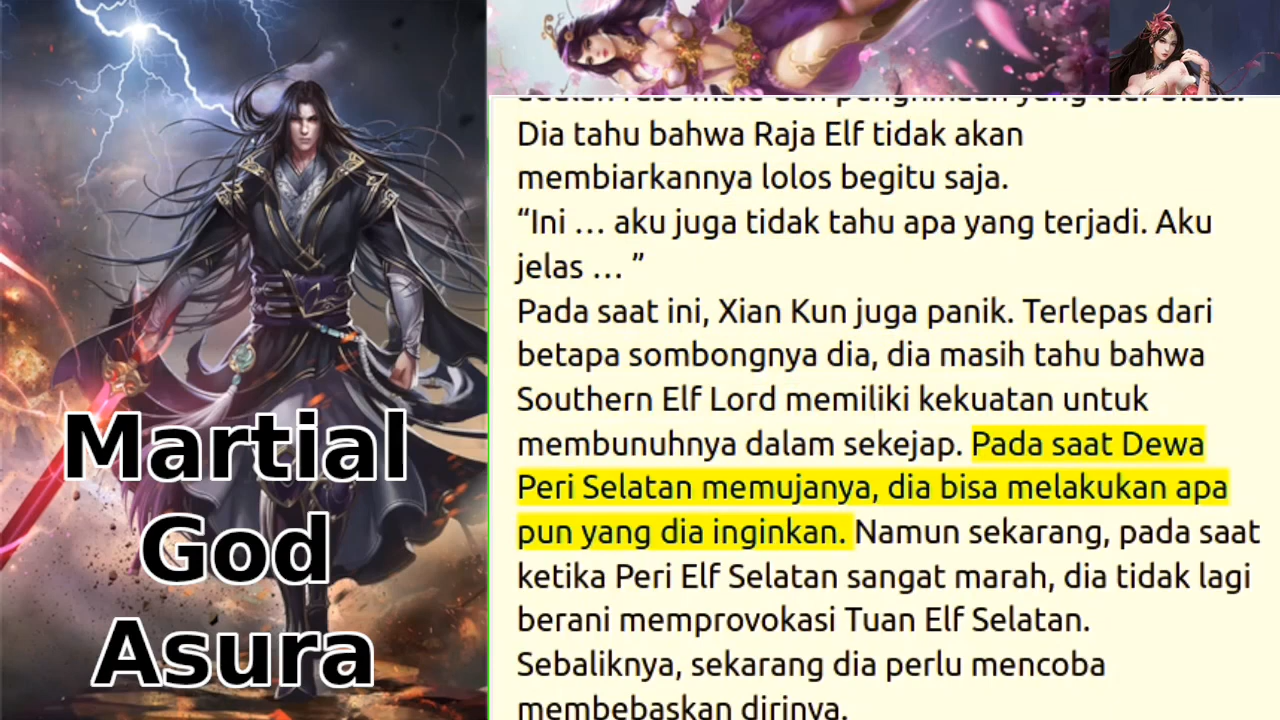 Martial
God
Asura
Dia tahu bahwa Raja Elf tidak akan
membiarkannya lolos begitu saja.
“Ini … aku juga tidak tahu apa yang terjadi. Aku
jelas … ”
Pada saat ini, Xian Kun juga panik. Terlepas dari
betapa sombongnya dia, dia masih tahu bahwa
Southern Elf Lord memiliki kekuatan untuk
membunuhnya dalam sekejap. Pada saat Dewa
Peri Selatan memujanya, dia bisa melakukan apa
pun yang dia inginkan. Namun sekarang, pada saat
ketika Peri Elf Selatan sangat marah, dia tidak lagi
berani memprovokasi Tuan Elf Selatan.
Sebaliknya, sekarang dia perlu mencoba
membebaskan dirinya.